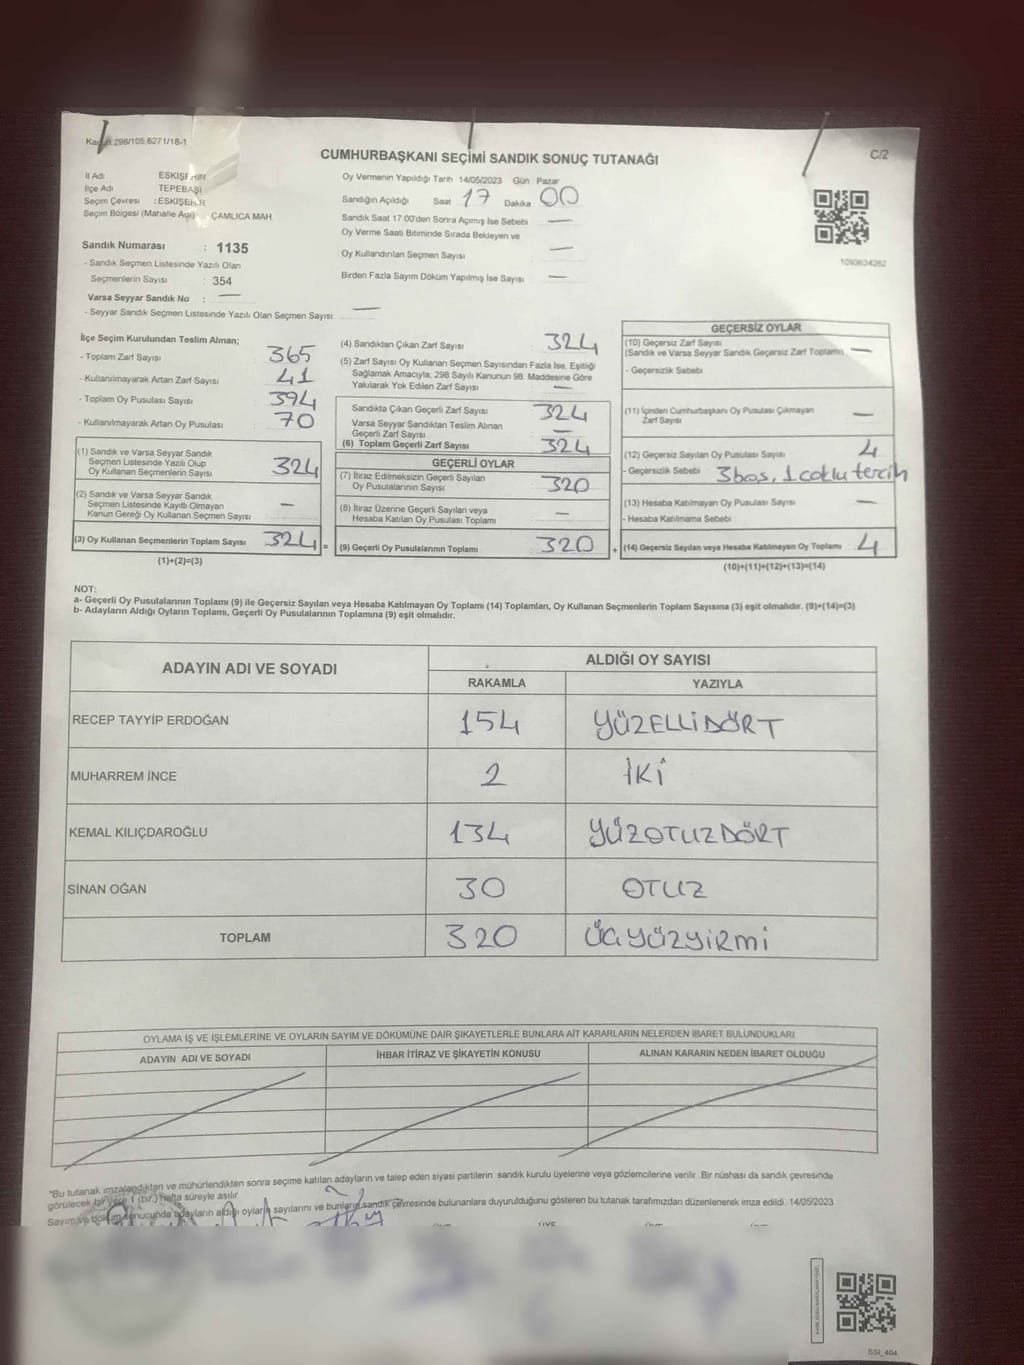 298/105;6271/18-1
CUMHURBAŞKANI SEÇİMİ SANDIK SONUÇ TUTANAĞI
C/2
İl Adı ESKİŞEHİR
İlçe Adı TEPEBAŞI
Seçim Çevresi : ESKİŞEHİR
Seçim Bölgesi (Mahalle Adı) ÇAMLICA MAH.
Sandık Numarası : 1135
- Sandık Seçmen Listesinde Yazılı Olan
Seçmenlerin Sayısı : 354
Varsa Seyyar Sandık No : —
- Seyyar Sandık Seçmen Listesinde Yazılı Olan Seçmen Sayısı : —
Oy Vermenin Yapıldığı Tarih 14/05/2023 Gün Pazar
Sandığın Açıldığı Saat 17 Dakika 00
Sandık Saat 17:00'den Sonra Açımış İse Sebebi —
Oy Verme Saati Bitiminde Sırada Bekleyen ve
Oy Kullandırılan Seçmen Sayısı —
Birden Fazla Sayım Döküm Yapılmış İse Sayısı —
1093634262
İlçe Seçim Kurulundan Teslim Alınan;
- Toplam Zarf Sayısı 365
- Kullanılmayarak Artan Zarf Sayısı 41
- Toplam Oy Pusulası Sayısı 394
- Kullanılmayarak Artan Oy Pusulası 70
(1) Sandık ve Varsa Seyyar Sandık
Seçmen Listesinde Yazılı Olup
Oy Kullanan Seçmenlerin Sayısı 324
(2) Sandık ve Varsa Seyyar Sandık
Seçmen Listesinde Kayıtlı Olmayan
Kanun Gereği Oy Kullanan Seçmen Sayısı —
(3) Oy Kullanan Seçmenlerin Toplam Sayısı 324 =
(1)+(2)=(3)
(4) Sandıktan Çıkan Zarf Sayısı 324
(5) Zarf Sayısı Oy Kullanan Seçmen Sayısından Fazla İse, Eşitliği
Sağlamak Amacıyla, 298 Sayılı Kanunun 98. Maddesine Göre
Yakılarak Yok Edilen Zarf Sayısı —
Sandıkta Çıkan Geçerli Zarf Sayısı 324
Varsa Seyyar Sandıktan Teslim Alınan
Geçerli Zarf Sayısı —
(6) Toplam Geçerli Zarf Sayısı 324
GEÇERLİ OYLAR
(7) İtiraz Edilmeksizin Geçerli Sayılan
Oy Pusulalarının Sayısı 320
(8) İtiraz Üzerine Geçerli Sayılan veya
Hesaba Katılan Oy Pusulası Toplamı —
(9) Geçerli Oy Pusulalarının Toplamı 320 +
GEÇERSİZ OYLAR
(10) Geçersiz Zarf Sayısı
(Sandık ve Varsa Seyyar Sandık Geçersiz Zarf Toplamı) —
- Geçersizlik Sebebi
(11) İçinden Cumhurbaşkanı Oy Pusulası Çıkmayan
Zarf Sayısı —
(12) Geçersiz Sayılan Oy Pusulası Sayısı 4
- Geçersizlik Sebebi 3 bos, 1 coklu tercih
(13) Hesaba Katılmayan Oy Pusulası Sayısı —
- Hesaba Katılmama Sebebi
(14) Geçersiz Sayılan veya Hesaba Katılmayan Oy Toplamı 4
(10)+(11)+(12)+(13)=(14)
NOT:
a- Geçerli Oy Pusulalarının Toplamı (9) ile Geçersiz Sayılan veya Hesaba Katılmayan Oy Toplamı (14) Toplamları, Oy Kullanan Seçmenlerin Toplam Sayısına (3) eşit olmalıdır. (9)+(14)=(3)
b- Adayların Aldığı Oyların Toplamı, Geçerli Oy Pusulalarının Toplamına (9) eşit olmalıdır.
ADAYIN ADI VE SOYADI ALDIĞI OY SAYISI
RAKAMLA YAZIYLA
RECEP TAYYİP ERDOĞAN 154 YÜZELLİDÖRT
MUHARREM İNCE 2 İKİ
KEMAL KILIÇDAROĞLU 134 YÜZOTUZDÖRT
SİNAN OĞAN 30 OTUZ
TOPLAM 320 ÜÇYÜZYİRMİ
OYLAMA İŞ VE İŞLEMLERİNE VE OYLARIN SAYIM VE DÖKÜMÜNE DAİR ŞİKAYETLERLE BUNLARA AİT KARARLARIN NELERDEN İBARET BULUNDUKLARI
ADAYIN ADI VE SOYADI İHBAR İTİRAZ VE ŞİKAYETİN KONUSU ALINAN KARARIN NEDEN İBARET OLDUĞU
"Bu tutanak imzalandıktan ve mühürlendikten sonra seçime katılan adayların ve talep eden siyasi partilerin sandık kurulu üyelerine veya gözlemcilerine verilir. Bir nüshası da sandık çevresinde
görülecek bir yere 1 (bir) hafta süreyle asılır.
Sayım ve döküm sonucunda adayların aldığı oyların sayılarını ve bunların sandık çevresinde bulunanlara duyurulduğunu gösteren bu tutanak tarafımızdan düzenlenerek imza edildi. 14/05/2023
ÜYE
SSI_404